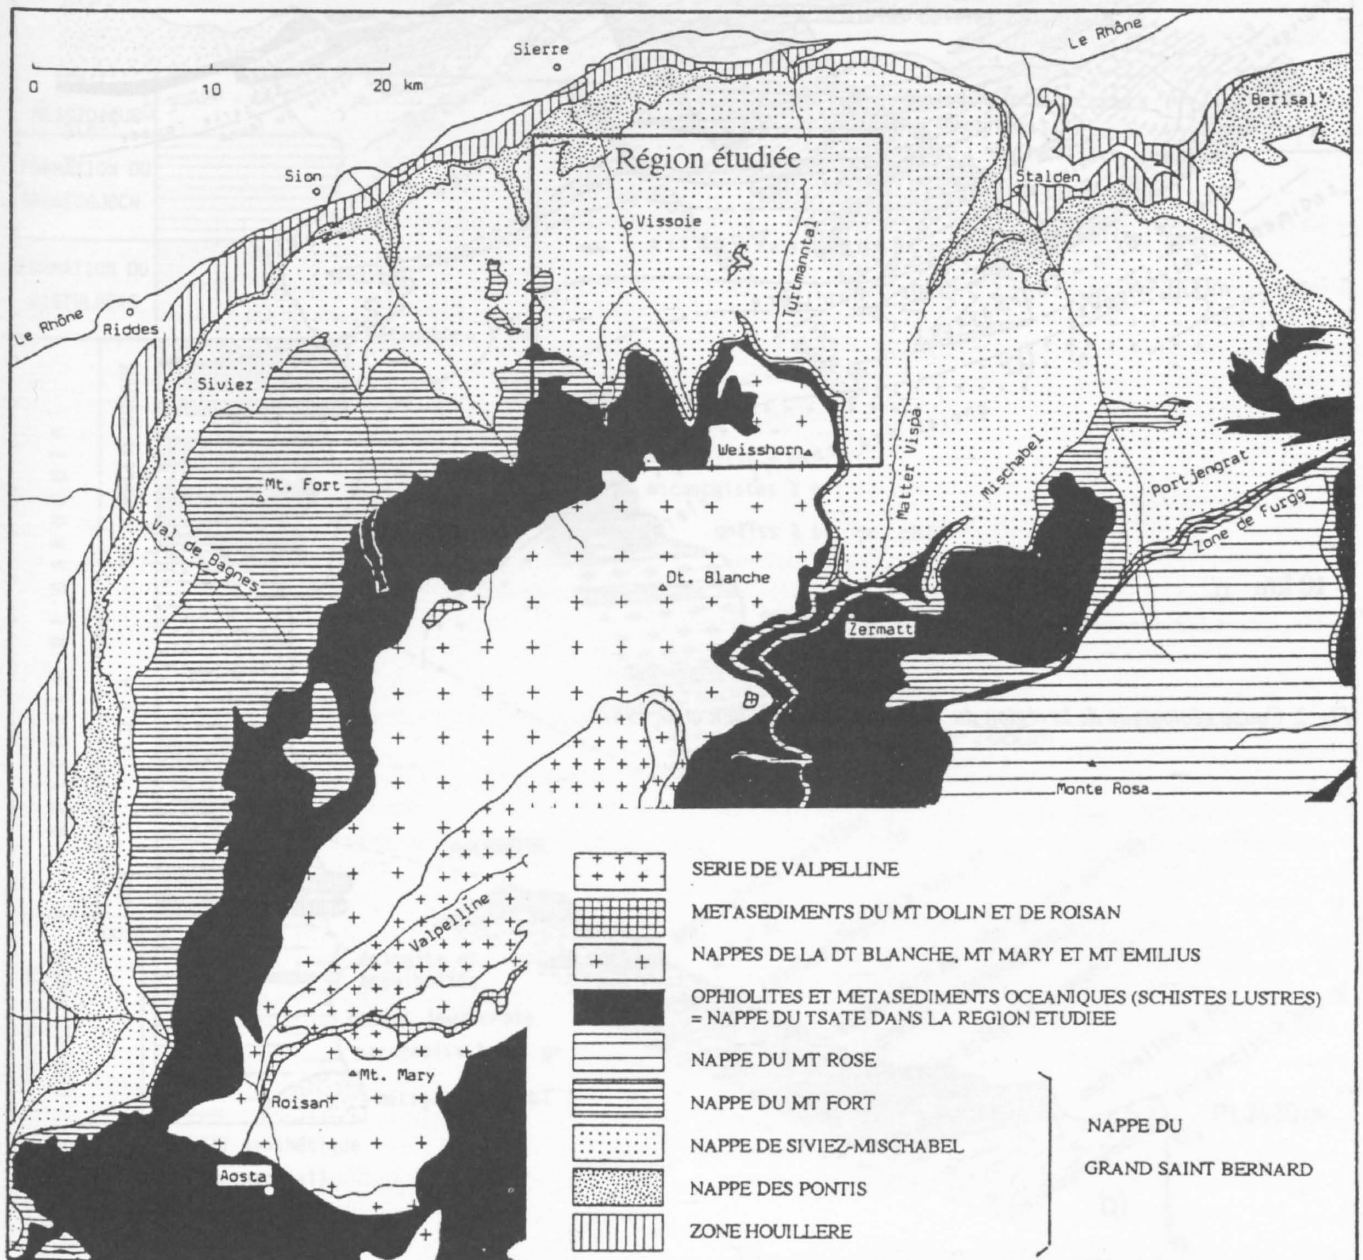 Sierre
Le Rhône
0 10 20 km
Berisal
Région étudiée
Sion
Stalden
Vissoie
Turtmanntal
Le Rhône
Riddes
Siviez
Weisshorn
Matter Vispa
Mischabel
Portjengrat
Zone de Furgg
Mt. Fort
Val de Bagnes
Dt. Blanche
Zermatt
Monte Rosa
Valpelline
Mt. Mary
Roisan
Aosta
SERIE DE VALPELLINE
METASEDIMENTS DU MT DOLIN ET DE ROISAN
NAPPES DE LA DT BLANCHE, MT MARY ET MT EMILIUS
OPHIOLITES ET METASEDIMENTS OCEANIQUES (SCHISTES LUSTRES)
= NAPPE DU TSATE DANS LA REGION ETUDIEE
NAPPE DU MT ROSE
NAPPE DU MT FORT
NAPPE DE SIVIEZ-MISCHABEL
NAPPE DES PONTIS
ZONE HOUILLERE
NAPPE DU
GRAND SAINT BERNARD